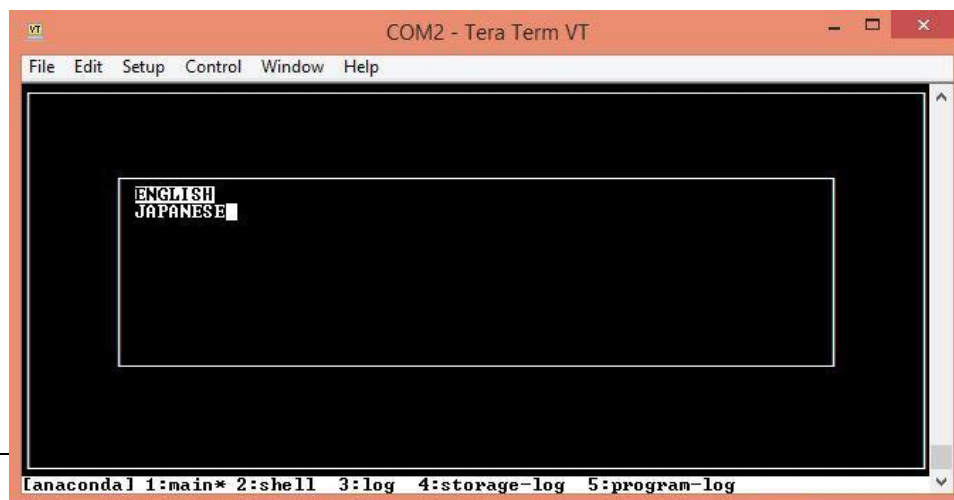 COM2 - Tera Term VT
File Edit Setup Control Window Help
ENGLISH
JAPANESE
[anaconda] 1:main* 2:shell 3:log 4:storage-log 5:program-log